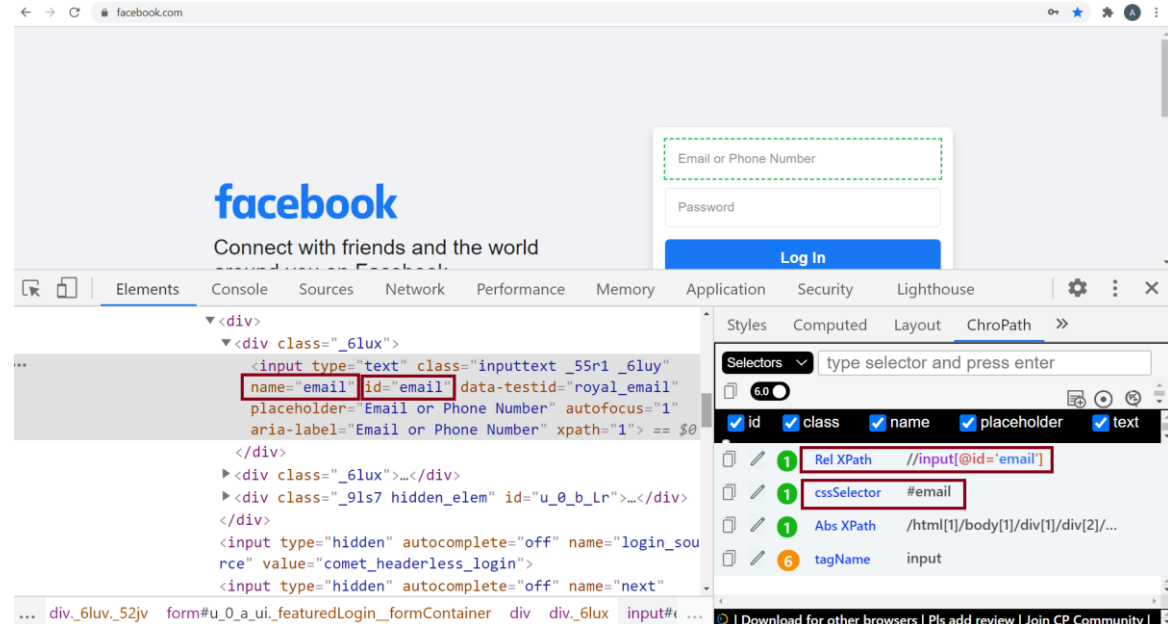 facebook.com
A
Email or Phone Number
facebook
Password
Connect with friends and the world
around you on Facebook.
Log In
Elements Console Sources Network Performance Memory Application Security Lighthouse
▼<div>
▼<div class="_6lux">
<input type="text" class="inputtext _55r1 _6luy"
name="email" id="email" data-testid="royal_email"
placeholder="Email or Phone Number" autofocus="1"
aria-label="Email or Phone Number" xpath="1"> == $0
</div>
▶<div class="_6lux">…</div>
▶<div class="_9ls7 hidden_elem" id="u_0_b_Lr">…</div>
</div>
<input type="hidden" autocomplete="off" name="login_sou
rce" value="comet_headerless_login">
<input type="hidden" autocomplete="off" name="next"
... div._6luv._52jv form#u_0_a_ui._featuredLogin__formContainer div div._6lux input#e ...
Styles Computed Layout ChroPath »
Selectors type selector and press enter
6.0
id class name placeholder text
1 Rel XPath //input[@id='email']
1 cssSelector #email
1 Abs XPath /html[1]/body[1]/div[1]/div[2]/...
6 tagName input
| Download for other browsers | Pls add review | Join CP Community |